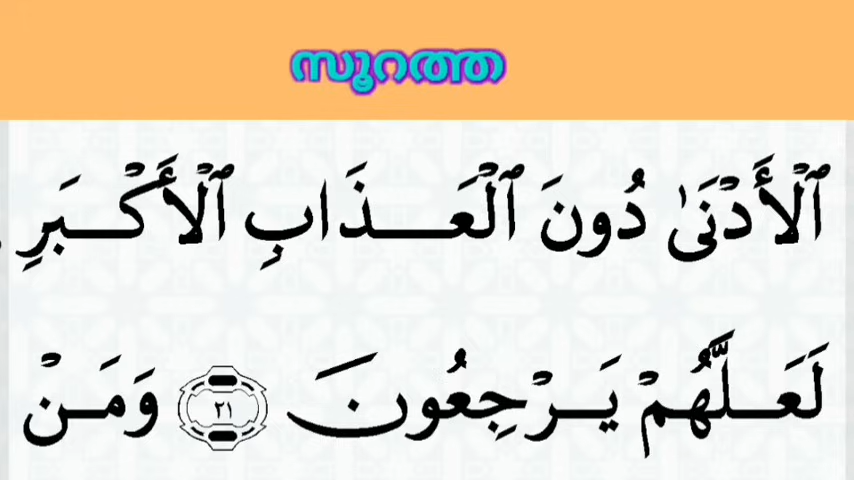 സൂറത്ത
ٱلْأَدْنَىٰ دُونَ ٱلْعَذَابِ ٱلْأَكْبَرِ
لَعَلَّهُمْ يَرْجِعُونَ ٢١ وَمَنْ